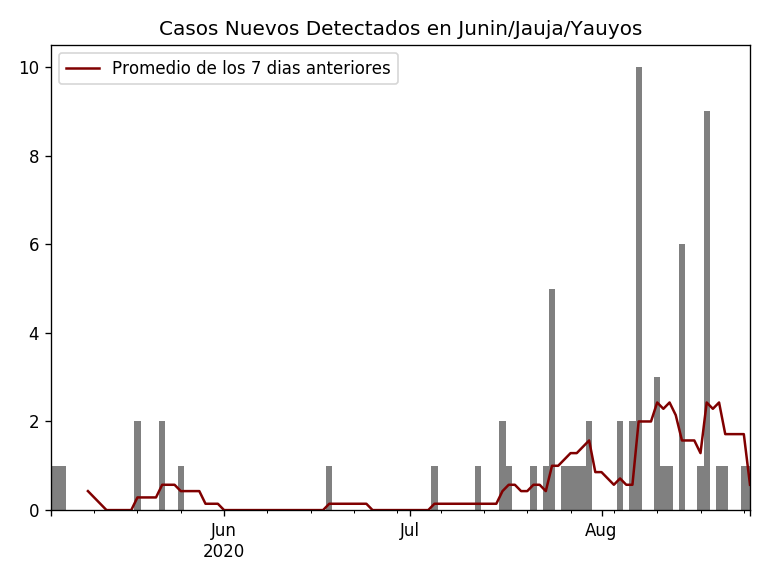 Casos Nuevos Detectados en Junin/Jauja/Yauyos
Promedio de los 7 dias anteriores
10
8
6
4
2
0
Jun
2020
Jul
Aug